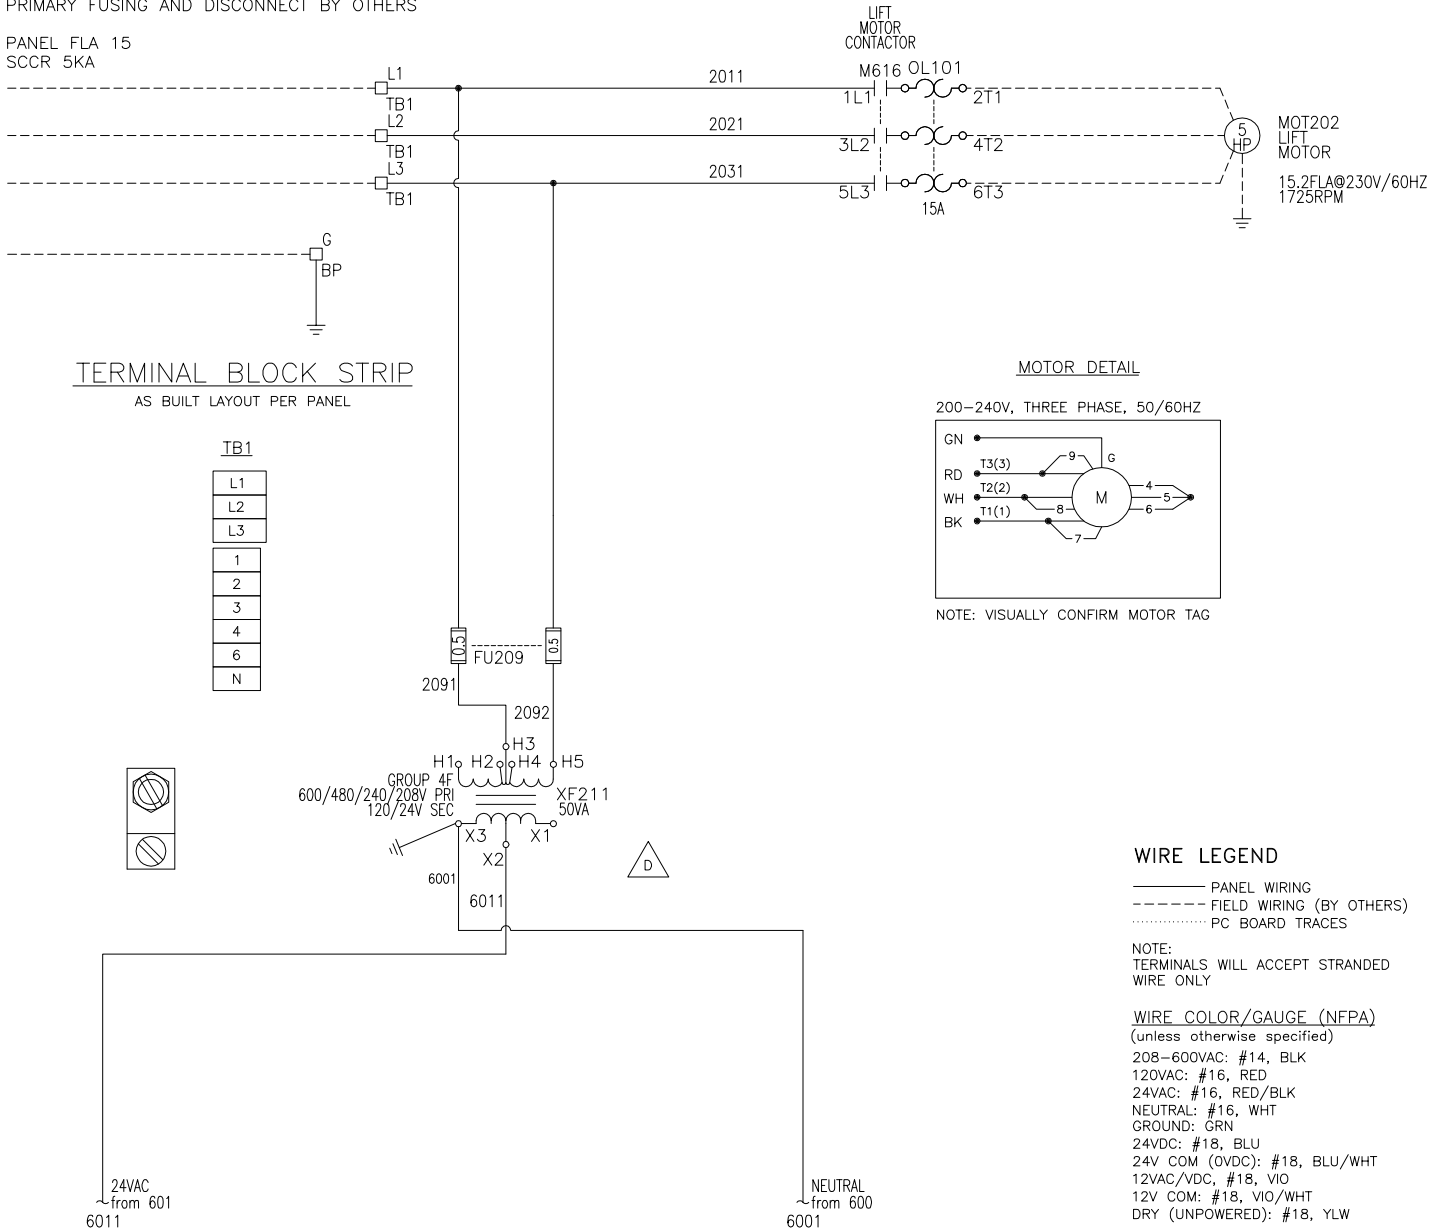 PRIMARY FUSING AND DISCONNECT BY OTHERS
PANEL FLA 15
SCCR 5KA
LIFT
MOTOR
CONTACTOR
L1
TB1
2011
M616
OL101
1L1
2T1
L2
TB1
2021
3L2
4T2
L3
TB1
2031
5L3
6T3
15A
5
HP
MOT202
LIFT
MOTOR
15.2FLA@230V/60HZ
1725RPM
G
BP
TERMINAL BLOCK STRIP
AS BUILT LAYOUT PER PANEL
TB1
L1
L2
L3
1
2
3
4
6
N
MOTOR DETAIL
200-240V, THREE PHASE, 50/60HZ
GN
G
RD
T3(3)
9
WH
T2(2)
8
BK
T1(1)
7
M
4
5
6
NOTE: VISUALLY CONFIRM MOTOR TAG
0.5
0.5
FU209
2091
2092
H3
H1
H2
H4
H5
GROUP 4F
600/480/240/208V PRI
120/24V SEC
XF211
50VA
X3
X1
X2
6001
6011
D
WIRE LEGEND
PANEL WIRING
FIELD WIRING (BY OTHERS)
PC BOARD TRACES
NOTE:
TERMINALS WILL ACCEPT STRANDED
WIRE ONLY
WIRE COLOR/GAUGE (NFPA)
(unless otherwise specified)
208-600VAC: #14, BLK
120VAC: #16, RED
24VAC: #16, RED/BLK
NEUTRAL: #16, WHT
GROUND: GRN
24VDC: #18, BLU
24V COM (0VDC): #18, BLU/WHT
12VAC/VDC, #18, VIO
12V COM: #18, VIO/WHT
DRY (UNPOWERED): #18, YLW
24VAC
from 601
6011
NEUTRAL
from 600
6001